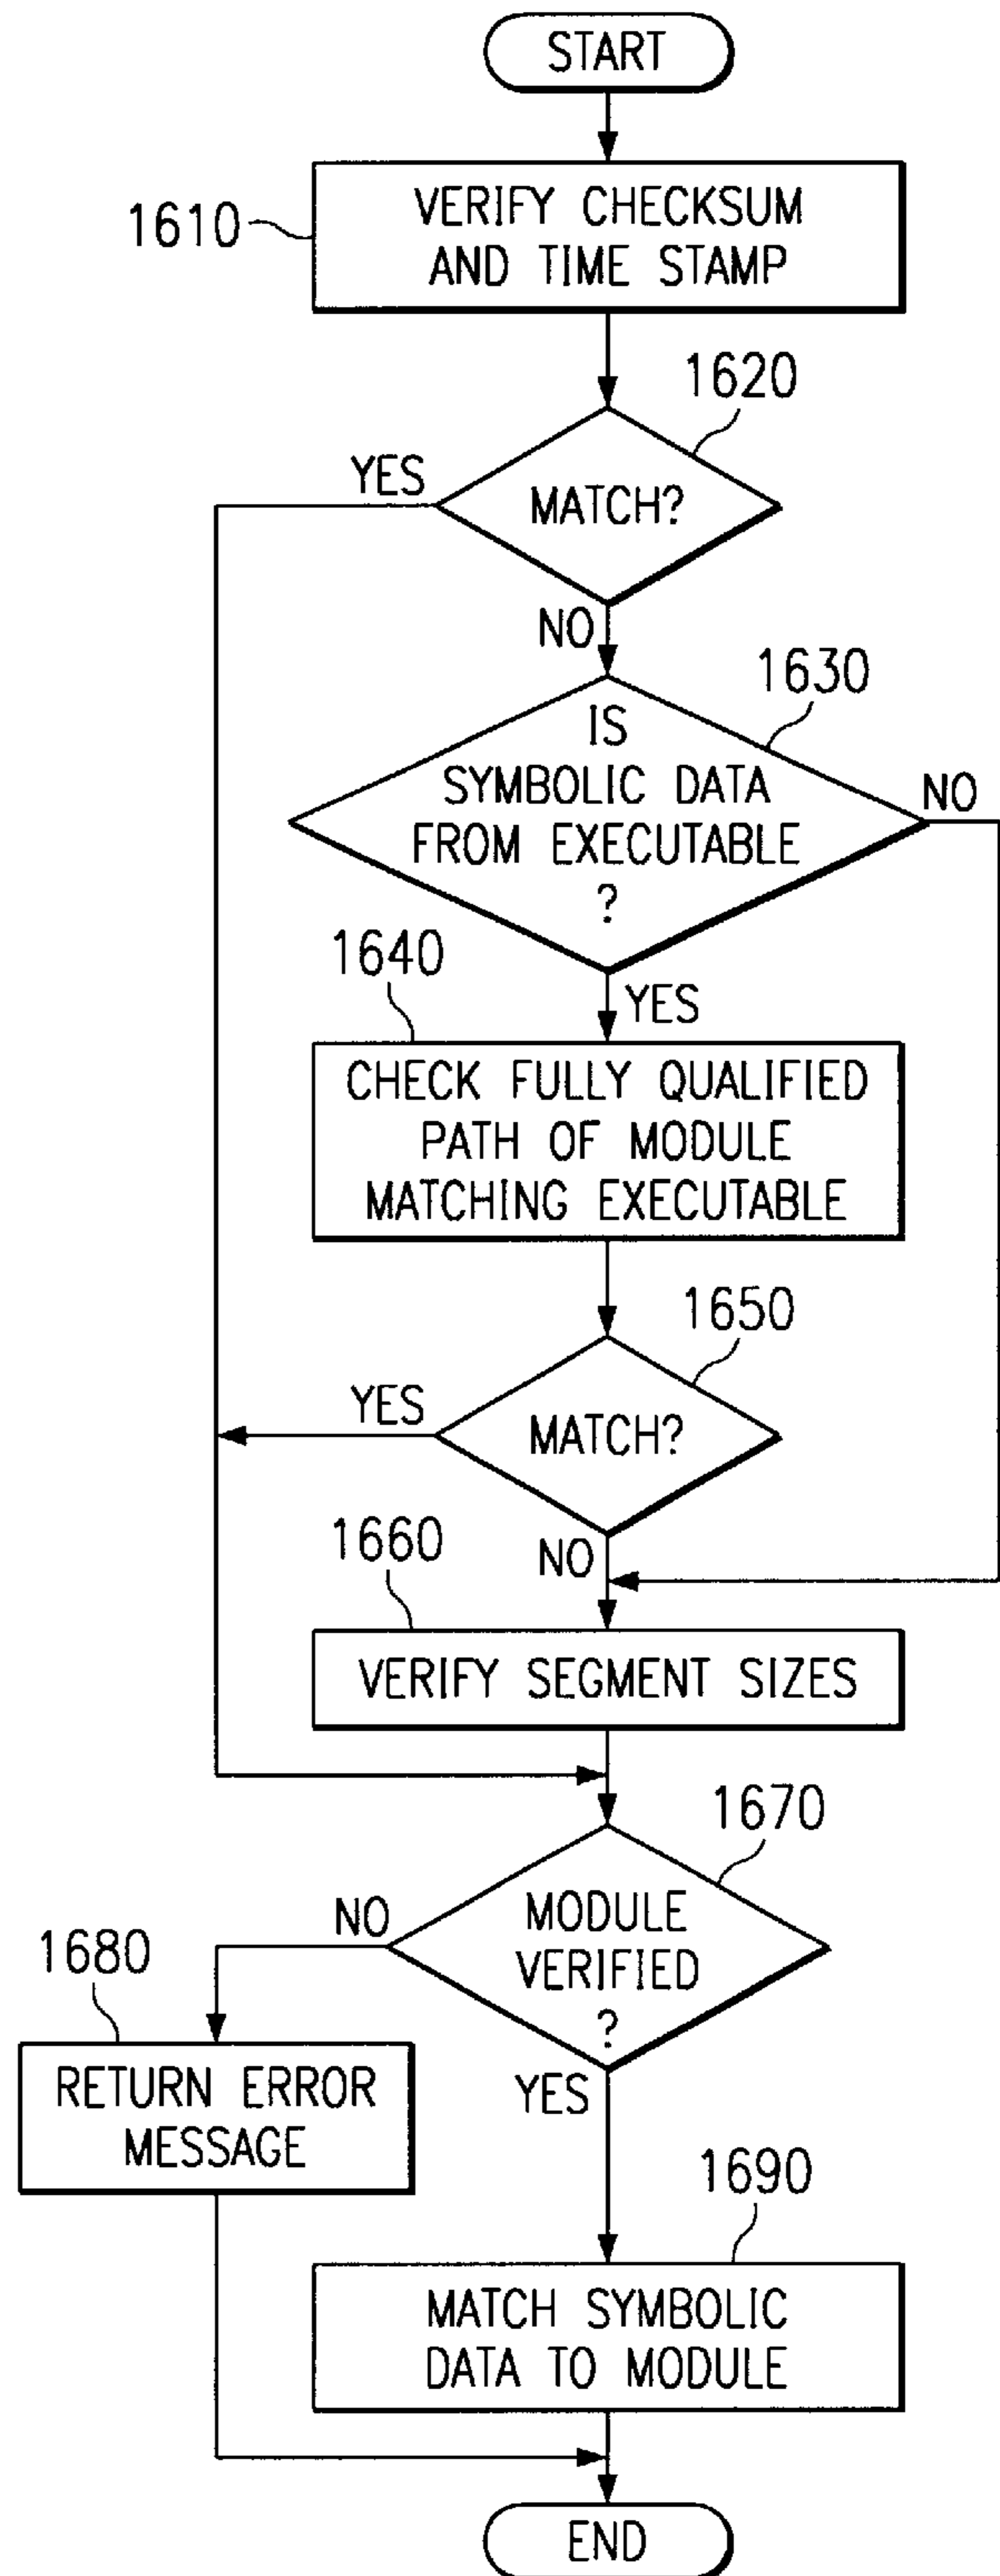 START
1610
VERIFY CHECKSUM
AND TIME STAMP
1620
YES
MATCH?
NO
1630
IS
SYMBOLIC DATA
FROM EXECUTABLE
?
NO
1640
YES
CHECK FULLY QUALIFIED
PATH OF MODULE
MATCHING EXECUTABLE
1650
YES
MATCH?
1660
NO
VERIFY SEGMENT SIZES
1670
NO
MODULE
VERIFIED
?
1680
YES
RETURN ERROR
MESSAGE
1690
MATCH SYMBOLIC
DATA TO MODULE
END